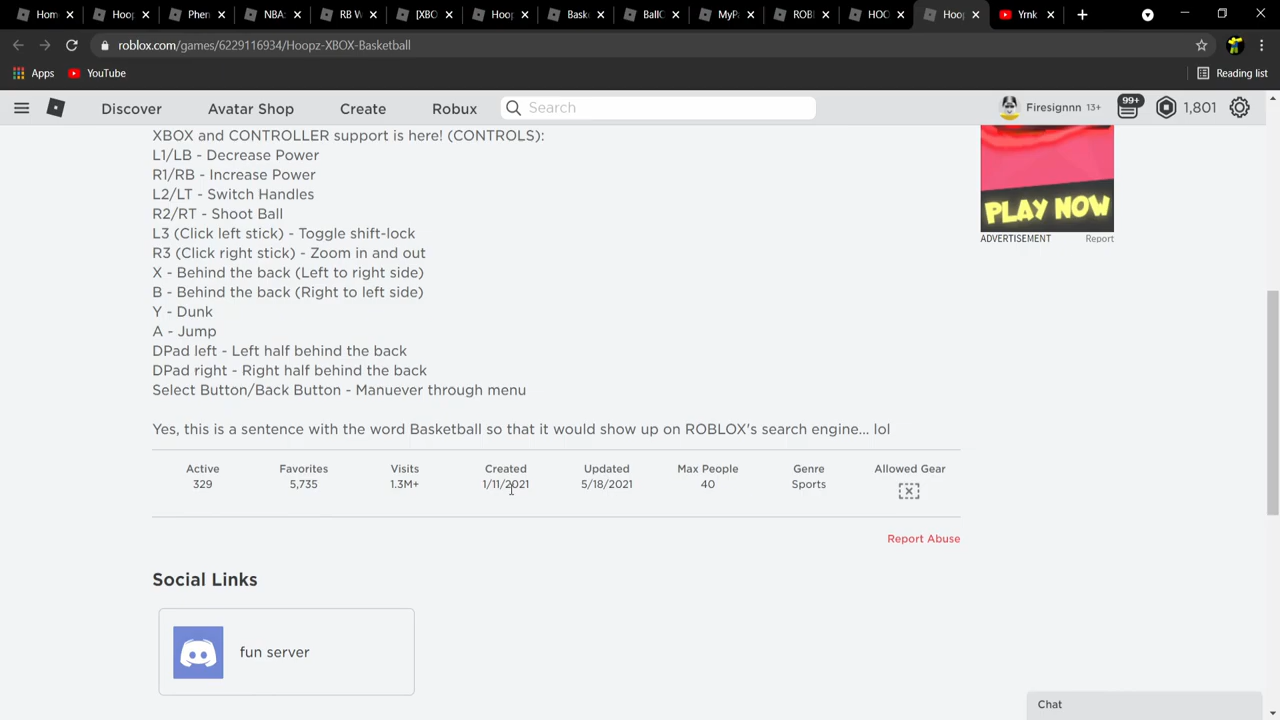 Hom
Hoop
Phen
NBA:
RB W
[XBO
Hoop
Bask
BallC
MyP
ROBl
HOO
Hoop
Yrnk
roblox.com/games/6229116934/Hoopz-XBOX-Basketball
Apps
YouTube
Reading list
Discover
Avatar Shop
Create
Robux
Search
Firesignnn 13+
99+
1,801
XBOX and CONTROLLER support is here! (CONTROLS):
L1/LB - Decrease Power
R1/RB - Increase Power
L2/LT - Switch Handles
R2/RT - Shoot Ball
L3 (Click left stick) - Toggle shift-lock
R3 (Click right stick) - Zoom in and out
X - Behind the back (Left to right side)
B - Behind the back (Right to left side)
Y - Dunk
A - Jump
DPad left - Left half behind the back
DPad right - Right half behind the back
Select Button/Back Button - Manuever through menu
Yes, this is a sentence with the word Basketball so that it would show up on ROBLOX's search engine... lol
PLAY NOW
ADVERTISEMENT
Report
Active
Favorites
Visits
Created
Updated
Max People
Genre
Allowed Gear
329
5,735
1.3M+
1/11/2021
5/18/2021
40
Sports
Report Abuse
Social Links
fun server
Chat